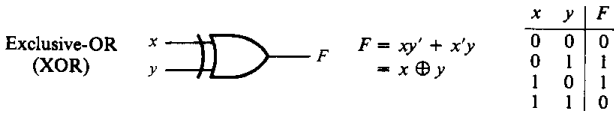 Exclusive-OR
(XOR)
x
y
F
F = xy′ + x′y
= x ⊕ y
x y F
0 0 0
0 1 1
1 0 1
1 1 0